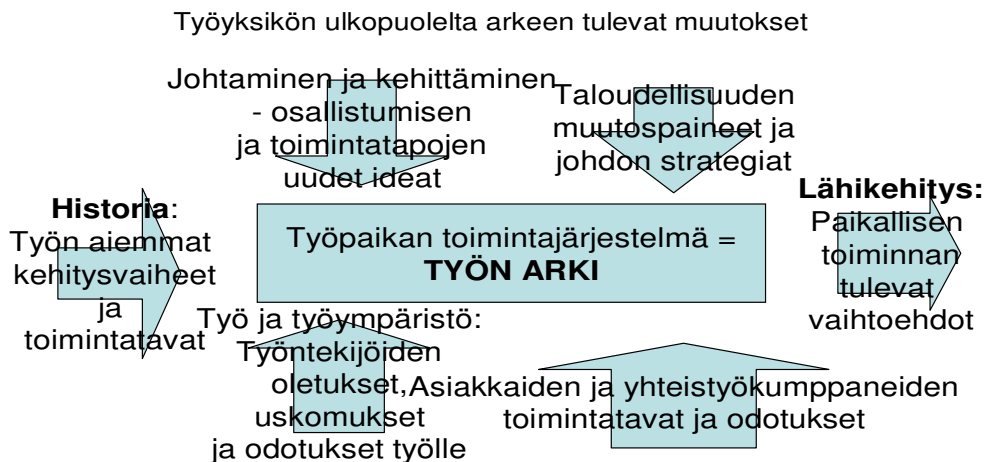 Työyksikön ulkopuolelta arkeen tulevat muutokset
Johtaminen ja kehittäminen
- osallistumisen
ja toimintatapojen
uudet ideat
Taloudellisuuden
muutospaineet ja
johdon strategiat
Historia:
Työn aiemmat
kehitysvaiheet
ja
toimintatavat
Työpaikan toimintajärjestelmä =
TYÖN ARKI
Lähikehitys:
Paikallisen
toiminnan
tulevat
vaihtoehdot
Työ ja työympäristö:
Työntekijöiden
oletukset,
uskomukset
ja odotukset työlle
Asiakkaiden ja yhteistyökumppaneiden
toimintatavat ja odotukset